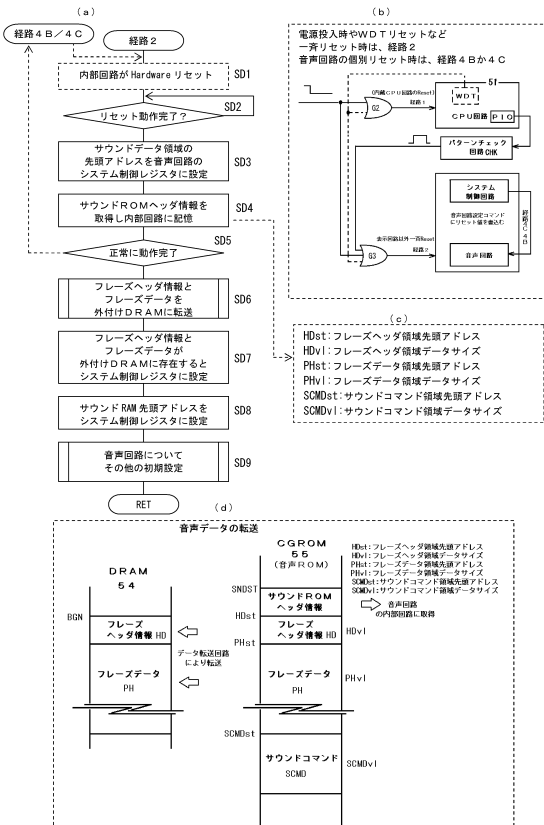 (a)
経路4B／4C
経路2
内部回路が Hardware リセット
SD1
SD2
リセット動作完了？
サウンドデータ領域の
先頭アドレスを音声回路の
システム制御レジスタに設定
SD3
サウンドROMヘッダ情報を
取得し内部回路に記憶
SD4
SD5
正常に動作完了
フレーズヘッダ情報と
フレーズデータを
外付けDRAMに転送
SD6
フレーズヘッダ情報と
フレーズデータが
外付けDRAMに存在すると
システム制御レジスタに設定
SD7
サウンド RAM 先頭アドレスを
システム制御レジスタに設定
SD8
音声回路について
その他の初期設定
SD9
RET
(b)
電源投入時やWDTリセットなど
一斉リセット時は、経路2
音声回路の個別リセット時は、経路4Bか4C
51
(内蔵CPU回路のReset)
WDT
G2
経路1
CPU回路
PIO
パターンチェック
回路 CHK
システム
制御回路
音声回路設定コマンド
にリセット値を書込む
経路4C 4B
表示回路以外一斉Reset
G3
経路2
音声回路
(c)
HDst:フレーズヘッダ領域先頭アドレス
HDvl:フレーズヘッダ領域データサイズ
PHst:フレーズデータ領域先頭アドレス
PHvl:フレーズデータ領域データサイズ
SCMDst:サウンドコマンド領域先頭アドレス
SCMDvl:サウンドコマンド領域データサイズ
(d)
音声データの転送
DRAM
54
CGROM
55
(音声ROM)
HDst:フレーズヘッダ領域先頭アドレス
HDvl:フレーズヘッダ領域データサイズ
PHst:フレーズデータ領域先頭アドレス
PHvl:フレーズデータ領域データサイズ
SCMDst:サウンドコマンド領域先頭アドレス
SCMDvl:サウンドコマンド領域データサイズ
SNDST
サウンドROM
ヘッダ情報
音声回路
の内部回路に取得
BGN
フレーズ
ヘッダ情報 HD
HDst
フレーズ
ヘッダ情報 HD
HDvl
PHst
データ転送回路
により転送
フレーズデータ
PH
フレーズデータ
PH
PHvl
SCMDst
サウンドコマンド
SCMD
SCMDvl